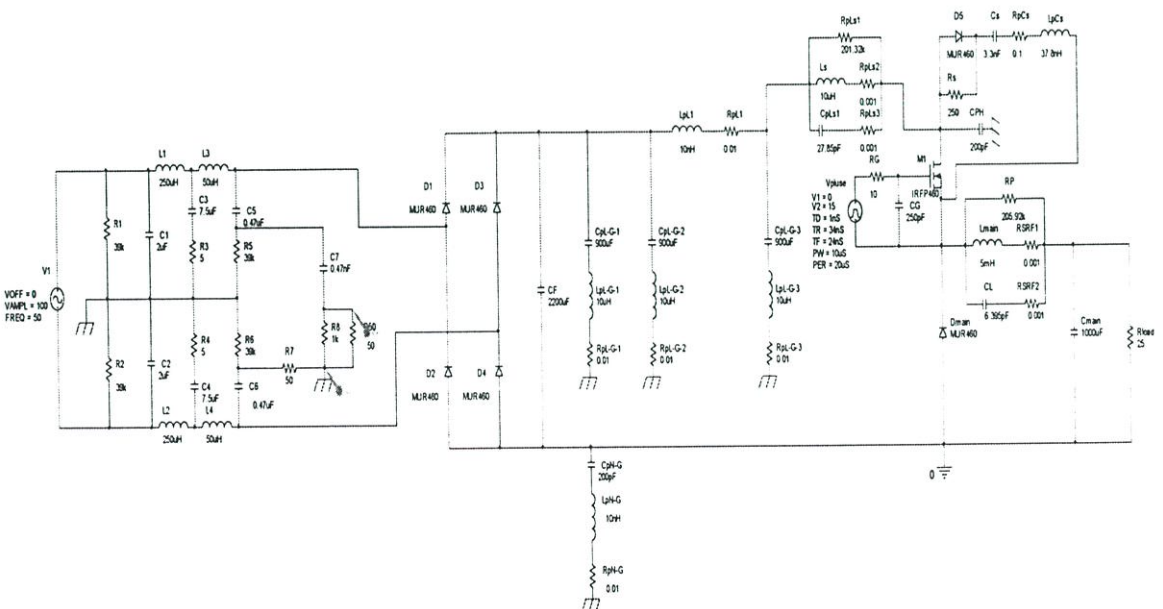 RpLs1
201.32k
Ls
10uH
RpLs2
0.001
CpLs1
27.85pF
RpLs3
0.001
D5
MUR460
Cs
3.3nF
RpCs
0.1
LpCs
37.8nH
Rs
250
CPH
200pF
LpL1
10nH
RpL1
0.01
RG
10
M1
IRFP460
CG
250pF
Vpluse
V1 = 0
V2 = 15
TD = 1nS
TR = 34nS
TF = 24nS
PW = 10uS
PER = 20uS
RP
205.92k
Lmain
5mH
RSRF1
0.001
CL
6.395pF
RSRF2
0.001
Dmain
MUR460
Cmain
1000uF
Rload
25
0
L1
250uH
L3
50uH
C3
7.5uF
R3
5
C5
0.47uF
R5
39k
R1
39k
C1
2uF
C7
0.47nF
V1
VOFF = 0
VAMPL = 100
FREQ = 50
R2
39k
C2
2uF
R4
5
C4
7.5uF
R6
39k
C6
0.47uF
R7
50
R8
1k
50
L2
250uH
L4
50uH
D1
MUR460
D3
MUR460
D2
MUR460
D4
MUR460
CF
2200uF
CpL-G-1
900uF
LpL-G-1
10uH
RpL-G-1
0.01
CpL-G-2
900uF
LpL-G-2
10uH
RpL-G-2
0.01
CpL-G-3
900uF
LpL-G-3
10uH
RpL-G-3
0.01
CpN-G
200pF
LpN-G
10nH
RpN-G
0.01